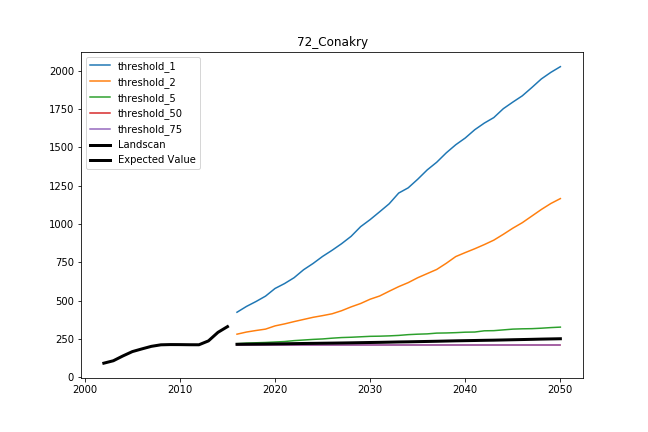 72_Conakry
threshold_1
threshold_2
threshold_5
threshold_50
threshold_75
Landscan
Expected Value
2000
1750
1500
1250
1000
750
500
250
0
2000 2010 2020 2030 2040 2050